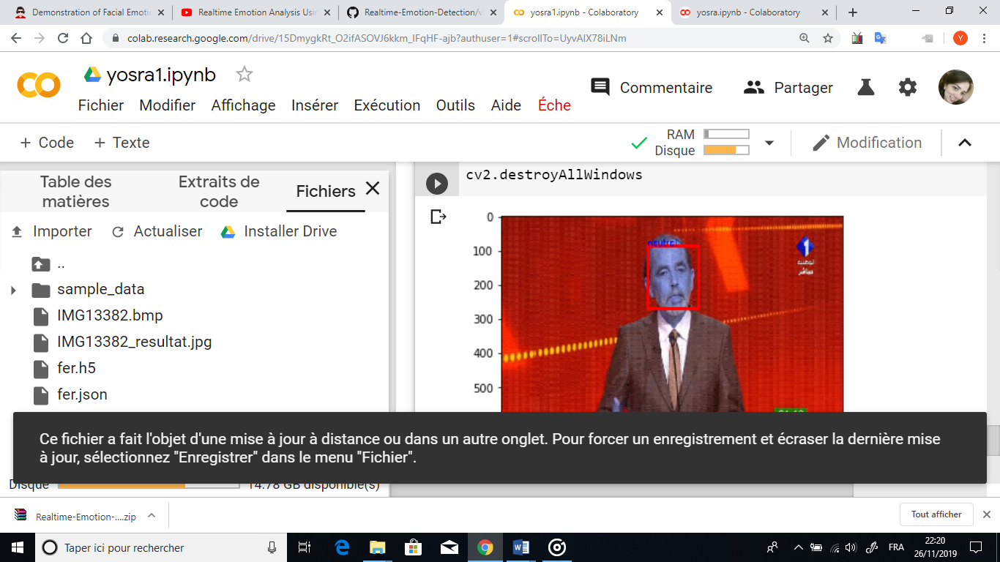 Demonstration of Facial Emoti
Realtime Emotion Analysis Usi
Realtime-Emotion-Detection/vi
yosra1.ipynb - Colaboratory
yosra.ipynb - Colaboratory
colab.research.google.com/drive/15DmygkRt_O2ifASOVJ6kkm_lFqHF-ajb?authuser=1#scrollTo=UyvAlX78iLNm
Y
yosra1.ipynb
Commentaire
Partager
Fichier
Modifier
Affichage
Insérer
Exécution
Outils
Aide
Éche
+ Code
+ Texte
RAM
Disque
Modification
Table des
matières
Extraits de
code
Fichiers
cv2.destroyAllWindows
Importer
Actualiser
Installer Drive
..
sample_data
IMG13382.bmp
IMG13382_resultat.jpg
fer.h5
fer.json
0
100
200
300
400
500
neutral
1
الوطنية
مباشر
Ce fichier a fait l'objet d'une mise à jour à distance ou dans un autre onglet. Pour forcer un enregistrement et écraser la dernière mise
à jour, sélectionnez "Enregistrer" dans le menu "Fichier".
Disque
14.78 GB disponible(s)
Realtime-Emotion-....zip
Tout afficher
Taper ici pour rechercher
FRA
22:20
26/11/2019